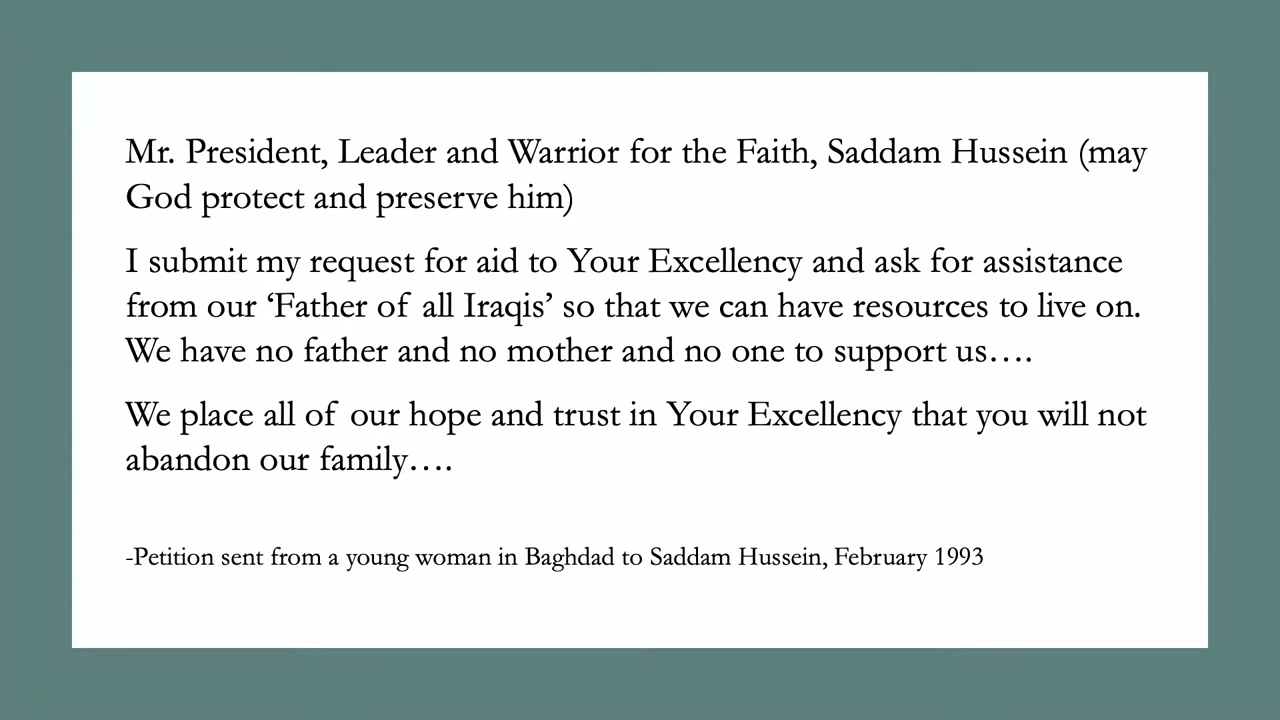 Mr. President, Leader and Warrior for the Faith, Saddam Hussein (may
God protect and preserve him)
I submit my request for aid to Your Excellency and ask for assistance
from our ‘Father of all Iraqis’ so that we can have resources to live on.
We have no father and no mother and no one to support us….
We place all of our hope and trust in Your Excellency that you will not
abandon our family….
-Petition sent from a young woman in Baghdad to Saddam Hussein, February 1993